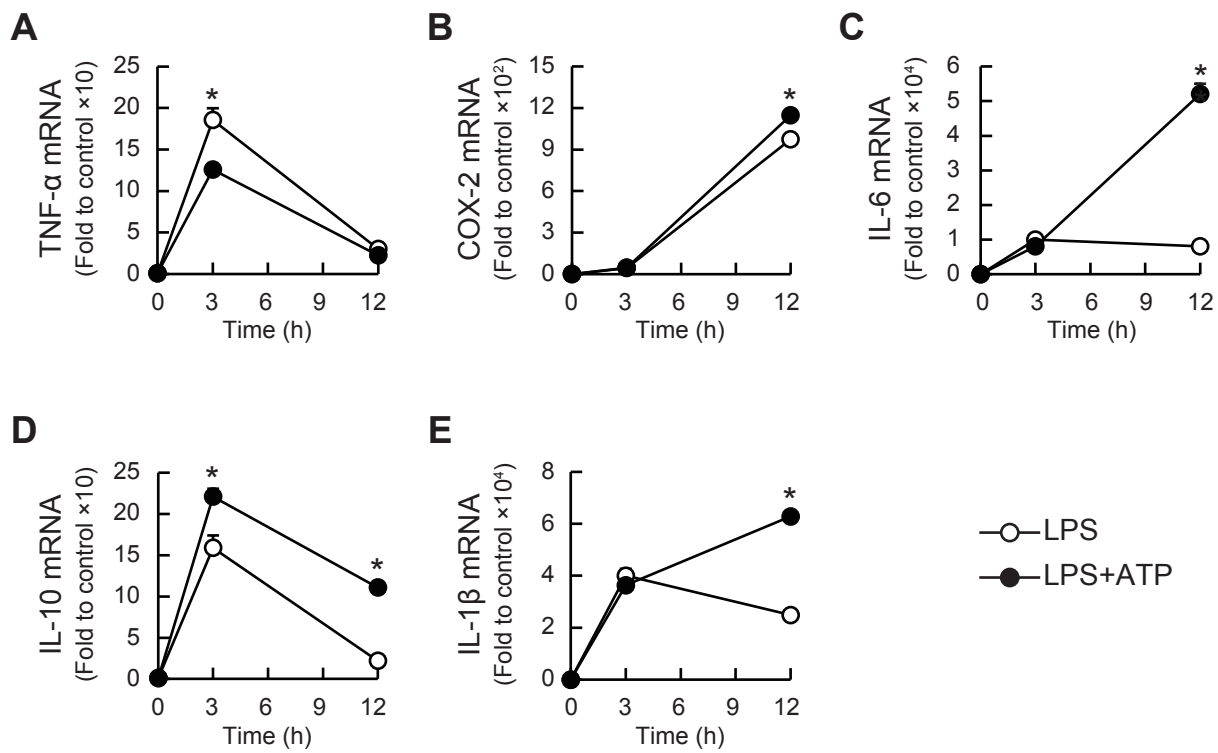 A
TNF-α mRNA
(Fold to control ×10)
25
20
15
10
5
0
*
0 3 6 9 12
Time (h)
B
COX-2 mRNA
(Fold to control ×10²)
15
12
9
6
3
0
*
0 3 6 9 12
Time (h)
C
IL-6 mRNA
(Fold to control ×10⁴)
6
5
4
3
2
1
0
*
0 3 6 9 12
Time (h)
D
IL-10 mRNA
(Fold to control ×10)
25
20
15
10
5
0
*
*
0 3 6 9 12
Time (h)
E
IL-1β mRNA
(Fold to control ×10⁴)
8
6
4
2
0
*
0 3 6 9 12
Time (h)
LPS
LPS+ATP